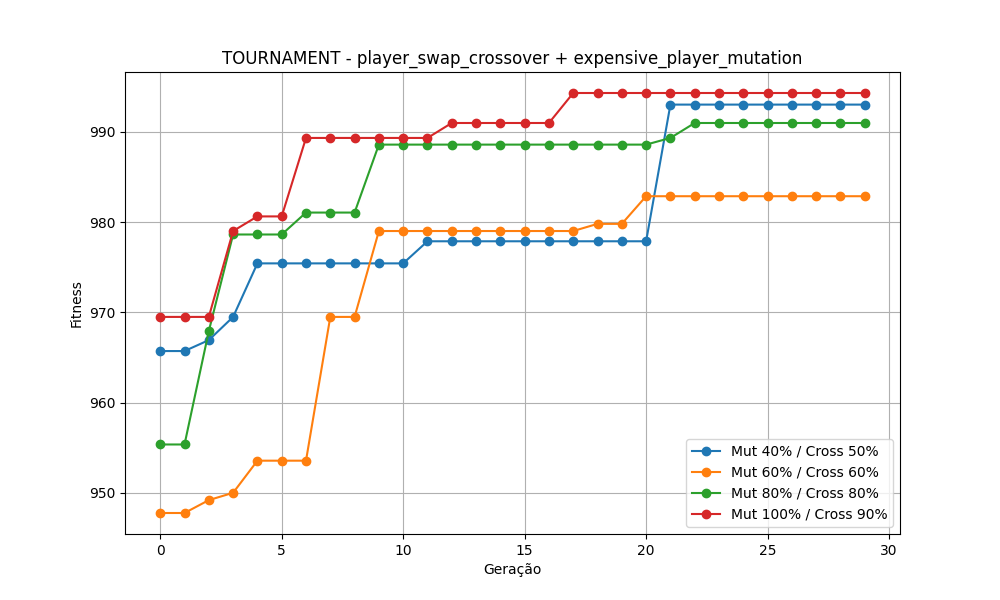 TOURNAMENT - player_swap_crossover + expensive_player_mutation
Fitness
990
980
970
960
950
0 5 10 15 20 25 30
Geração
Mut 40% / Cross 50%
Mut 60% / Cross 60%
Mut 80% / Cross 80%
Mut 100% / Cross 90%